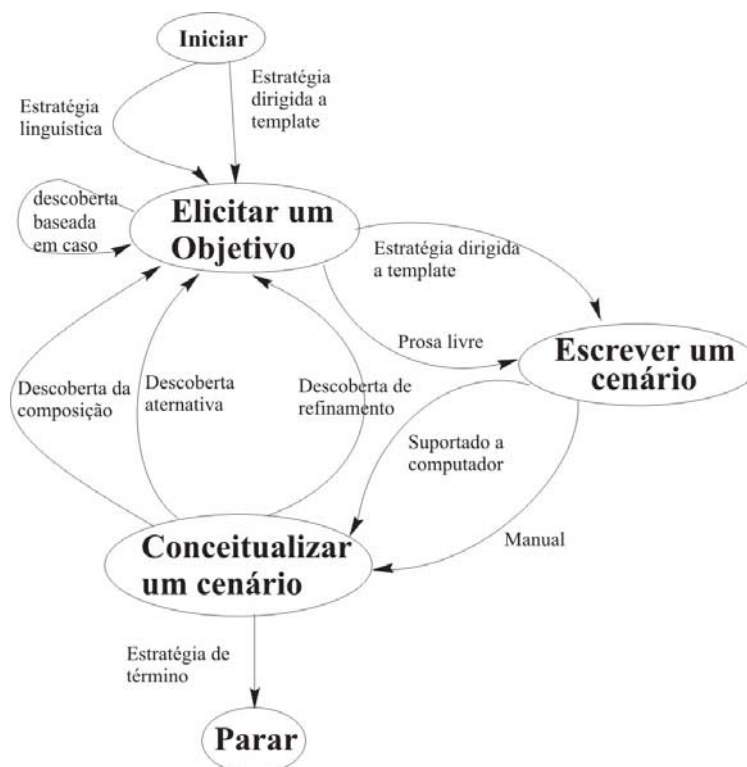 Iniciar
Estratégia
dirigida a
template
Estratégia
linguística
descoberta
baseada
em caso
Elicitar um
Objetivo
Estratégia dirigida
a template
Prosa livre
Escrever um
cenário
Descoberta da
composição
Descoberta
aternativa
Descoberta de
refinamento
Suportado a
computador
Manual
Conceitualizar
um cenário
Estratégia de
término
Parar